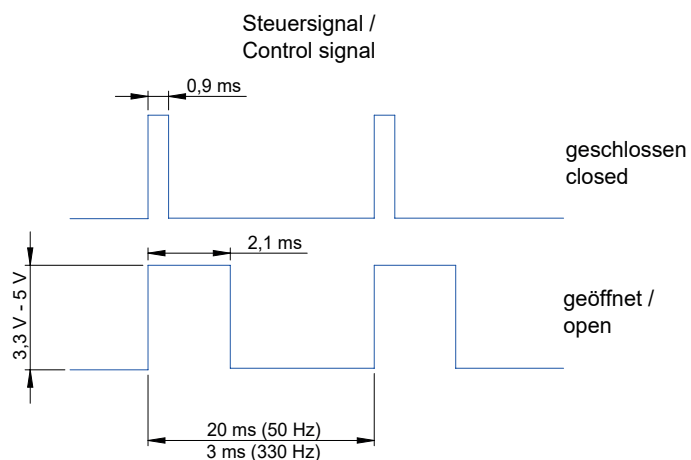 Steuersignal /
Control signal
0,9 ms
geschlossen
closed
2,1 ms
3,3 V - 5 V
geöffnet /
open
20 ms (50 Hz)
3 ms (330 Hz)